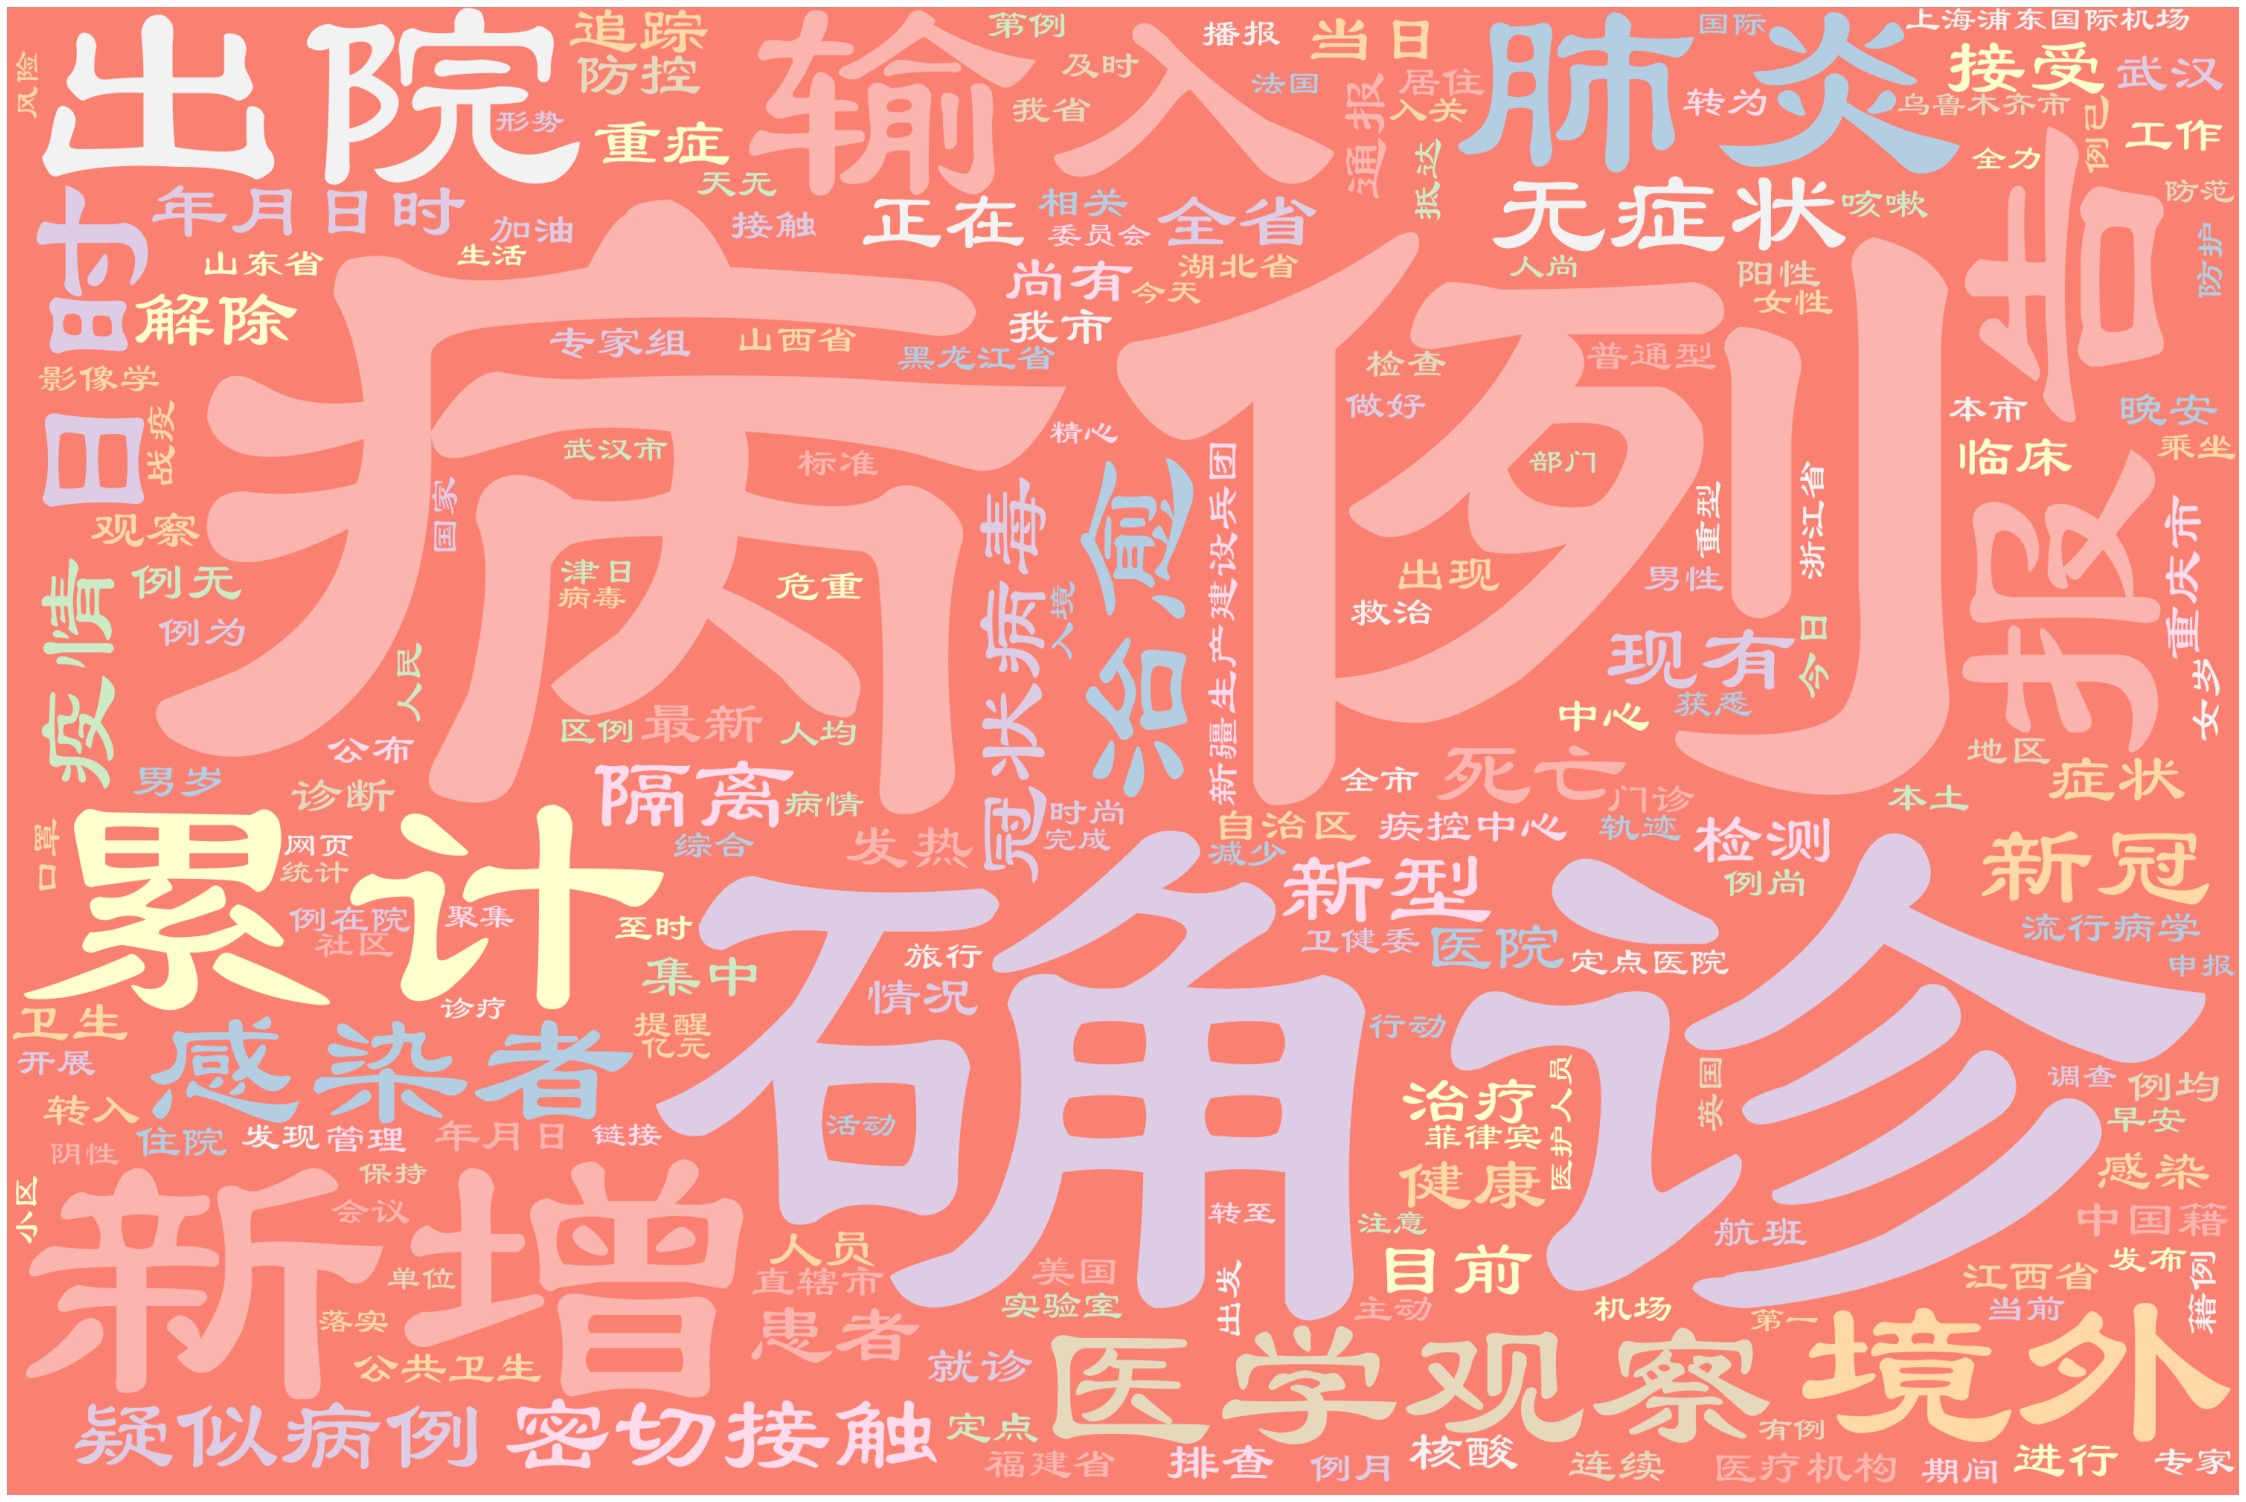 出院
输入
肺炎
追踪
防控
第例
播报
当日
国际
上海浦东国际机场
风险
及时
法国
居住
接受
武汉
形势
我省
通报
入关
转为
乌鲁木齐市
重症
抵达
例已
工作
全力
天无
年月日时
加油
接触
正在
相关
委员会
全省
无症状
咳嗽
防范
日时
山东省
生活
尚有
湖北省
今天
人尚
阳性
女性
报告
防护
解除
我市
病例
专家组
山西省
黑龙江省
检查
普通型
影像学
做好
本市
晚安
日
战疫
武汉市
标准
精心
部门
临床
乘坐
国家
观察
冠状病毒
治愈
新疆生产建设兵团
重型
浙江省
重庆市
疫情
例无
津日
病毒
危重
入境
出现
男性
救治
例为
现有
今日
人民
获悉
女岁
公布
区例
最新
人均
中心
地区
男岁
诊断
隔离
病情
全市
死亡
门诊
本土
症状
累计
口罩
网页
统计
综合
发热
时尚
完成
自治区
减少
疾控中心
轨迹
检测
新冠
新型
例尚
例在院
聚集
社区
至时
确诊
旅行
卫健委
医院
定点医院
流行病学
集中
情况
申报
诊疗
卫生
感染者
提醒
亿元
行动
开展
医护人员
英国
调查
例均
转入
治疗
早安
住院
发现
管理
年月日
链接
活动
菲律宾
阴性
健康
感染
小区
新增
保持
会议
转至
注意
航班
中国籍
人员
目前
单位
直辖市
美国
出发
江西省
发布
籍例
落实
患者
实验室
主动
机场
第一
当前
公共卫生
就诊
医学观察
境外
疑似病例
密切接触
定点
有例
福建省
排查
例月
核酸
连续
医疗机构
期间
进行
专家